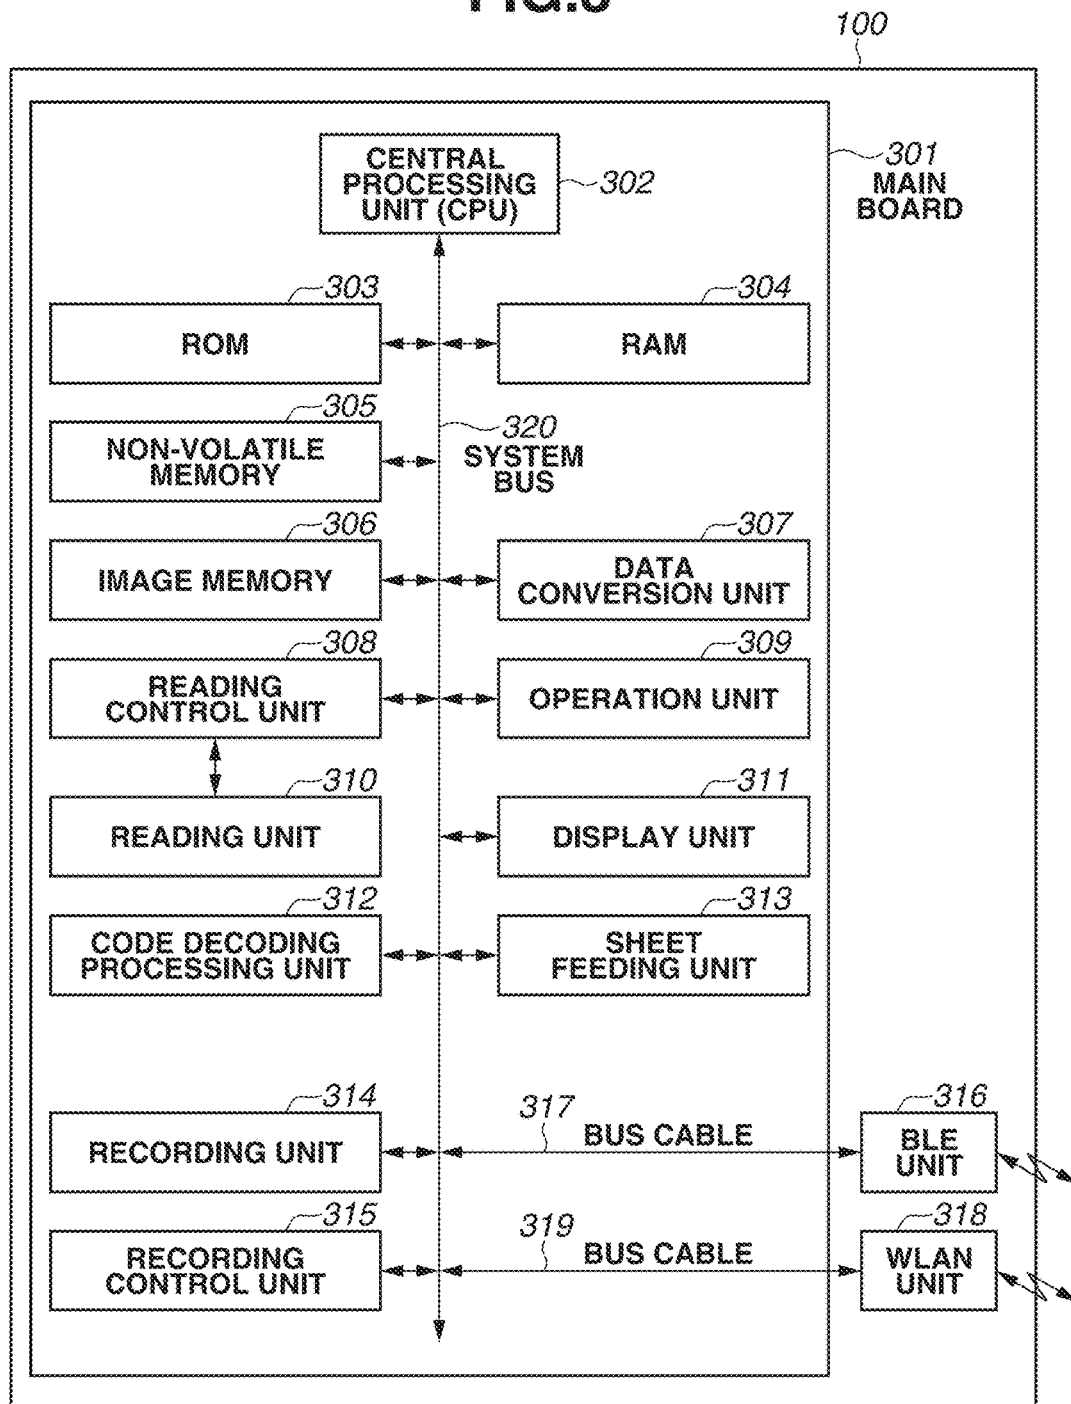 100
301
MAIN
BOARD
CENTRAL
PROCESSING
UNIT (CPU)
302
303
ROM
304
RAM
305
NON-VOLATILE
MEMORY
320
SYSTEM
BUS
306
IMAGE MEMORY
307
DATA
CONVERSION UNIT
308
READING
CONTROL UNIT
309
OPERATION UNIT
310
READING UNIT
311
DISPLAY UNIT
312
CODE DECODING
PROCESSING UNIT
313
SHEET
FEEDING UNIT
314
RECORDING UNIT
317
BUS CABLE
316
BLE
UNIT
315
RECORDING
CONTROL UNIT
319
BUS CABLE
318
WLAN
UNIT